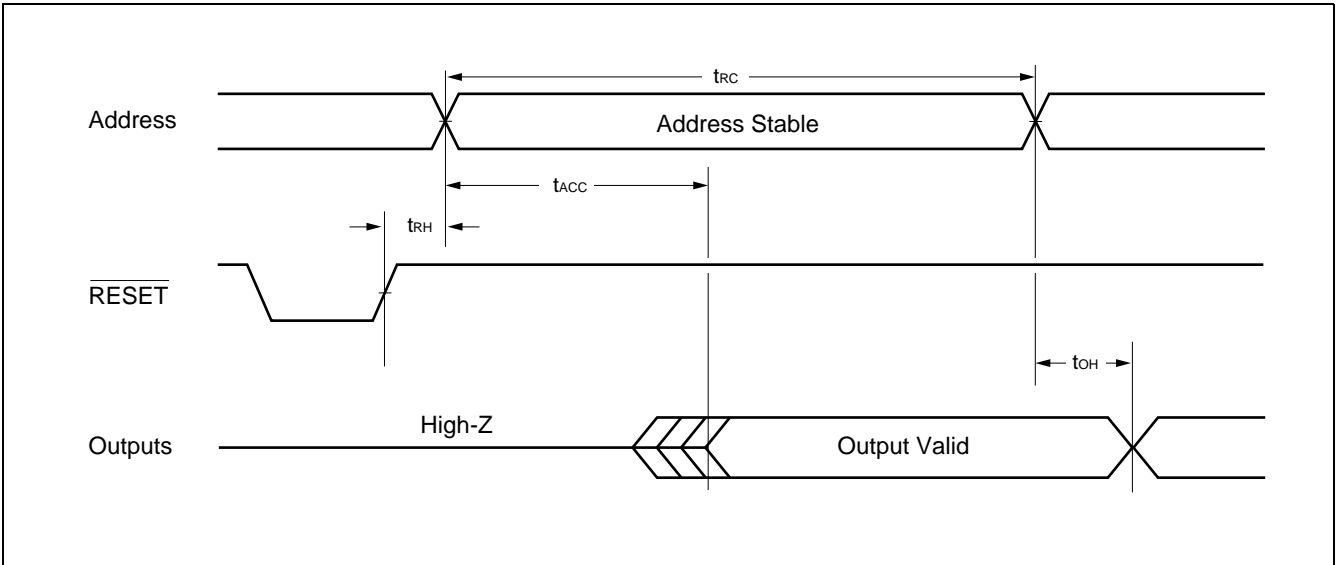 tRC
Address
Address Stable
tACC
tRH
RESET
tOH
High-Z
Outputs
Output Valid